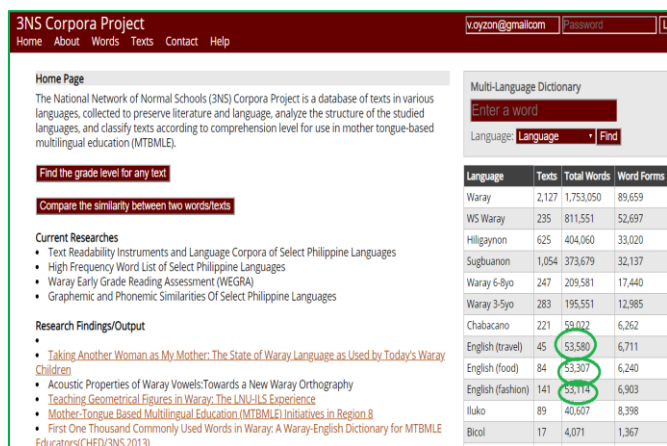 3NS Corpora Project
v.oyzon@gmailcom Password L
Home About Words Texts Contact Help
Home Page
The National Network of Normal Schools (3NS) Corpora Project is a database of texts in various
languages, collected to preserve literature and language, analyze the structure of the studied
languages, and classify texts according to comprehension level for use in mother tongue-based
multilingual education (MTBMLE).
Find the grade level for any text
Compare the similarity between two words/texts
Current Researches
• Text Readability Instruments and Language Corpora of Select Philippine Languages
• High Frequency Word List of Select Philippine Languages
• Waray Early Grade Reading Assessment (WEGRA)
• Graphemic and Phonemic Similarities Of Select Philippine Languages
Research Findings/Output
•
• Taking Another Woman as My Mother: The State of Waray Language as Used by Today's Waray
Children
• Acoustic Properties of Waray Vowels:Towards a New Waray Orthography
• Teaching Geometrical Figures in Waray: The LNU-ILS Experience
• Mother-Tongue Based Multilingual Education (MTBMLE) Initiatives in Region 8
• First One Thousand Commonly Used Words in Waray: A Waray-English Dictionary for MTBMLE
Educators(CHED/3NS 2013)
Multi-Language Dictionary
Enter a word
Language: Language Find
Language Texts Total Words Word Forms
Waray 2,127 1,753,050 89,659
WS Waray 235 811,551 52,697
Hiligaynon 625 404,060 33,020
Sugbuanon 1,054 373,679 32,137
Waray 6-8yo 247 209,581 17,440
Waray 3-5yo 283 195,551 12,985
Chabacano 221 59,022 6,262
English (travel) 45 53,580 6,711
English (food) 84 53,307 6,240
English (fashion) 141 53,114 6,903
Iluko 89 40,607 8,398
Bicol 17 4,071 1,367